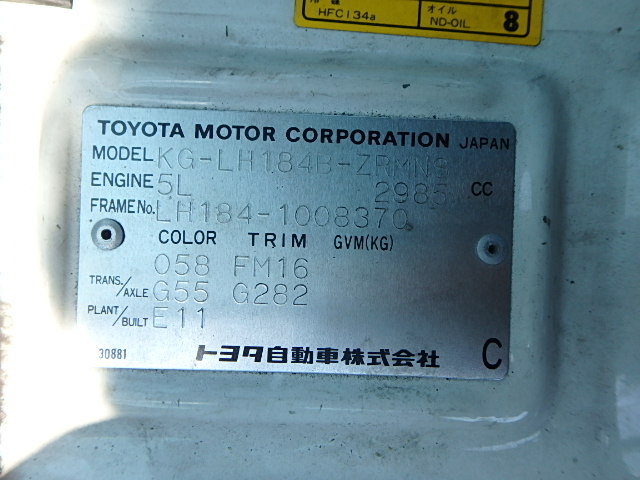 HFC134a
オイル
ND-OIL 8
TOYOTA MOTOR CORPORATION JAPAN
MODEL KG-LH184B-ZRMNS
ENGINE 5L 2985 CC
FRAME No. LH184-1008370
COLOR TRIM GVM(KG)
058 FM16
TRANS./AXLE G55 G282
PLANT/BUILT E11
30881 トヨタ自動車株式会社 C